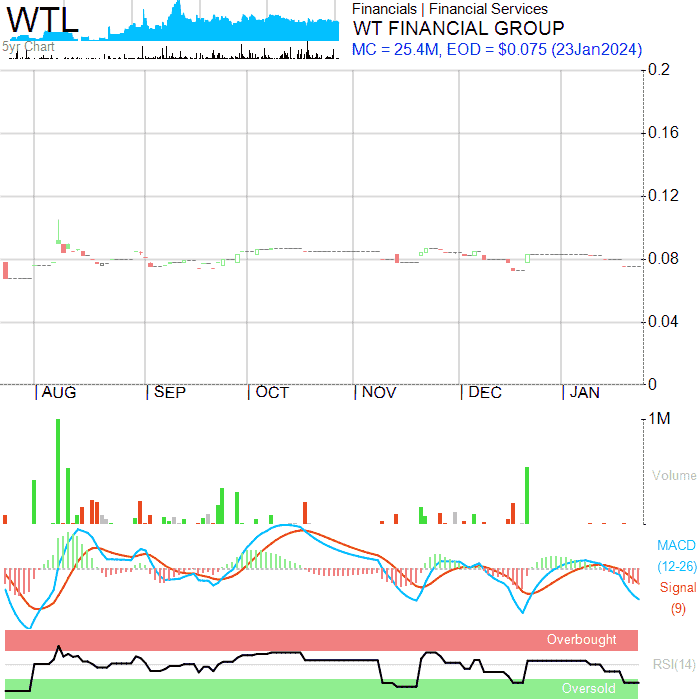 WTL
5yr Chart
Financials | Financial Services
WT FINANCIAL GROUP
MC = 25.4M, EOD = $0.075 (23Jan2024)
0.2
0.16
0.12
0.08
0.04
0
AUG SEP OCT NOV DEC JAN
1M
Volume
MACD
(12-26)
Signal
(9)
Overbought
RSI(14)
Oversold